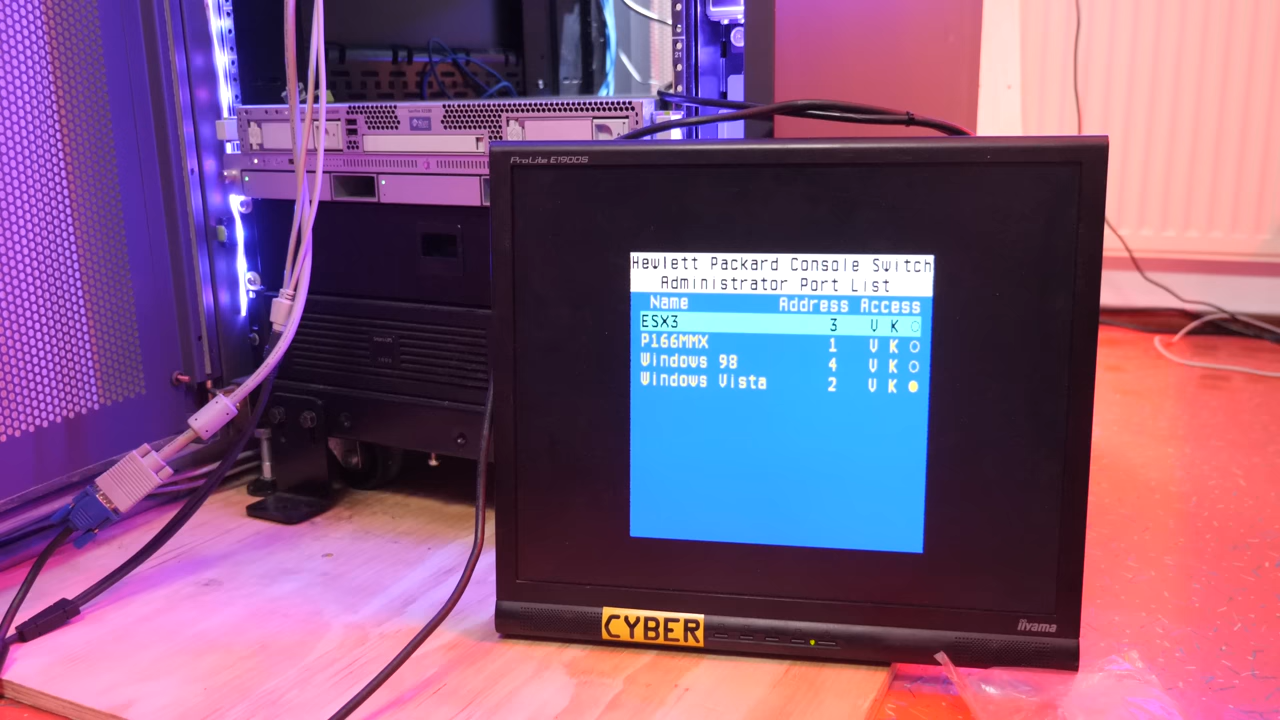 21
ProLite E1900S
Hewlett Packard Console Switch
Administrator Port List
Name Address Access
ESX3 3 V K
P166MMX 1 V K
Windows 98 4 V K
Windows Vista 2 V K
CYBER
iiyama